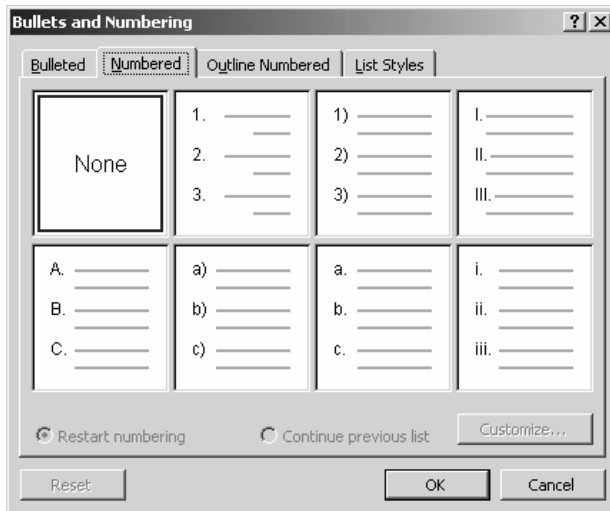 Bullets and Numbering
Bulleted Numbered Outline Numbered List Styles
None
1.
2.
3.
1)
2)
3)
I.
II.
III.
A.
B.
C.
a)
b)
c)
a.
b.
c.
i.
ii.
iii.
Restart numbering Continue previous list Customize...
Reset OK Cancel